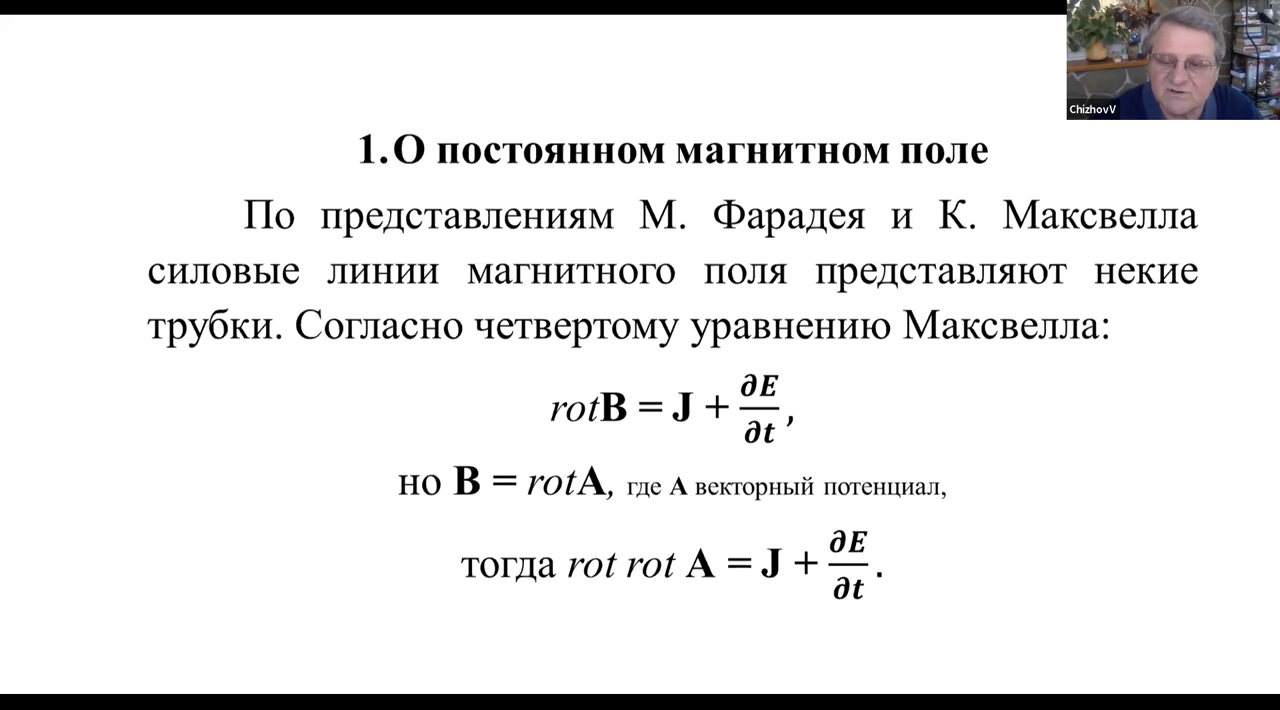 ChizhovV
1.О постоянном магнитном поле
По представлениям М. Фарадея и К. Максвелла
силовые линии магнитного поля представляют некие
трубки. Согласно четвертому уравнению Максвелла:
rotB = J + ∂E/∂t,
но B = rotA, где А векторный потенциал,
тогда rot rot A = J + ∂E/∂t.